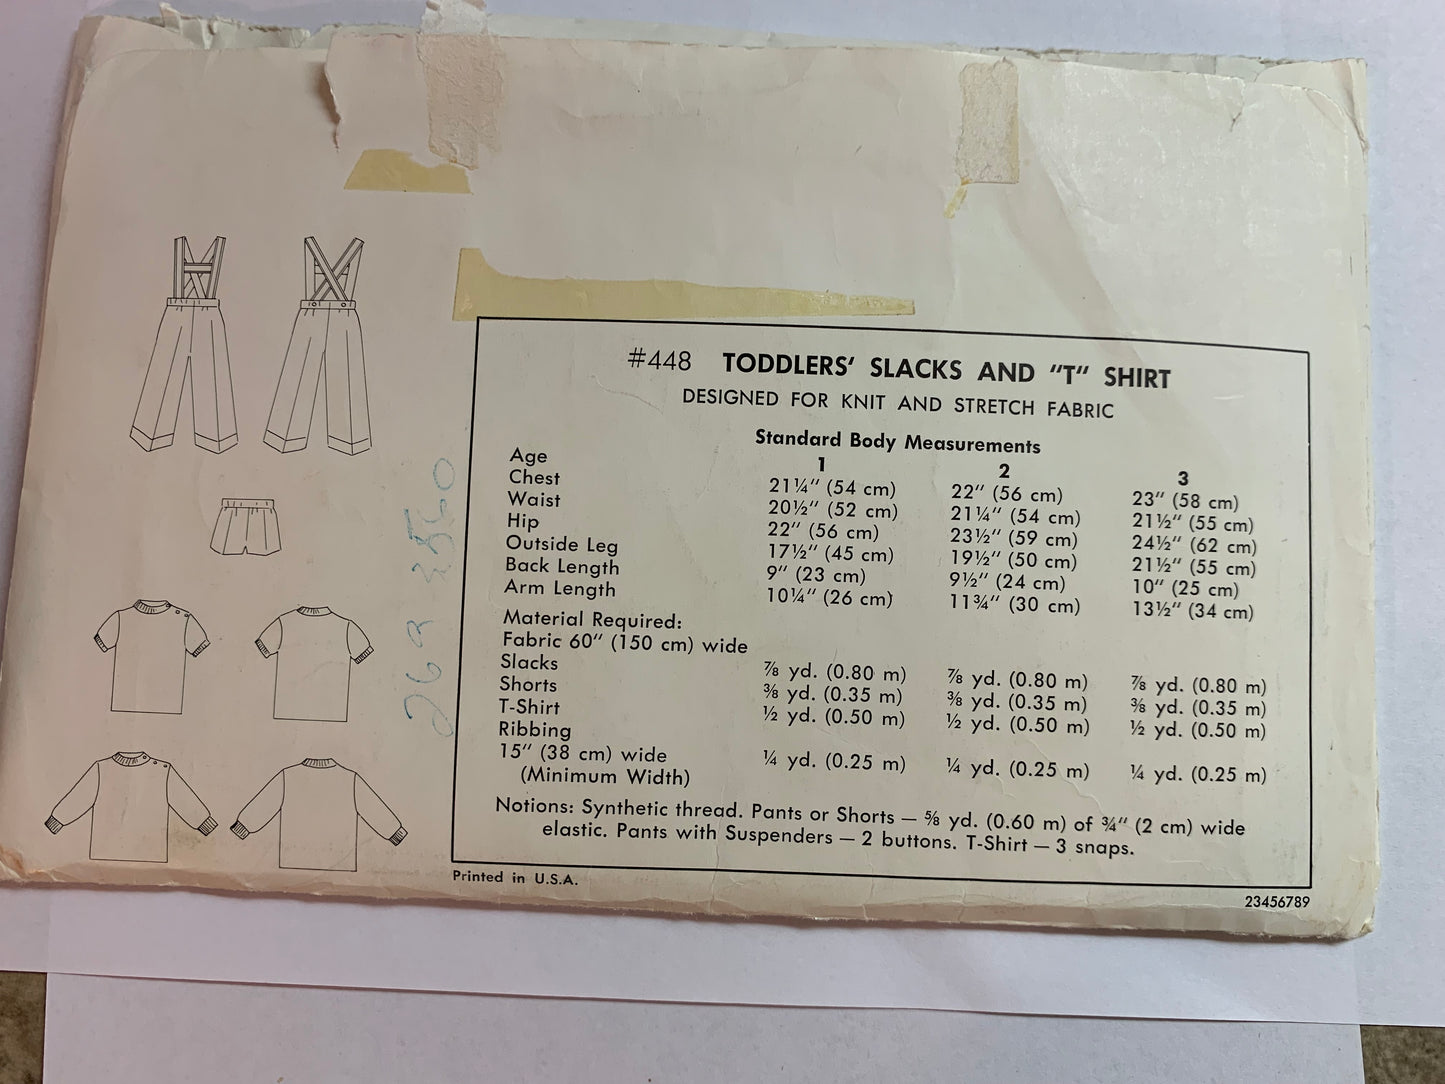 #448 TODDLERS' SLACKS AND "T" SHIRT
DESIGNED FOR KNIT AND STRETCH FABRIC
Standard Body Measurements
Age 1 2 3
Chest 21¼" (54 cm) 22" (56 cm) 23" (58 cm)
Waist 20½" (52 cm) 21¼" (54 cm) 21½" (55 cm)
Hip 22" (56 cm) 23½" (59 cm) 24½" (62 cm)
Outside Leg 17½" (45 cm) 19½" (50 cm) 21½" (55 cm)
Back Length 9" (23 cm) 9½" (24 cm) 10" (25 cm)
Arm Length 10¼" (26 cm) 11¾" (30 cm) 13½" (34 cm)
Material Required:
Fabric 60" (150 cm) wide
Slacks ⅞ yd. (0.80 m) ⅞ yd. (0.80 m) ⅞ yd. (0.80 m)
Shorts ⅜ yd. (0.35 m) ⅜ yd. (0.35 m) ⅜ yd. (0.35 m)
T-Shirt ½ yd. (0.50 m) ½ yd. (0.50 m) ½ yd. (0.50 m)
Ribbing
15" (38 cm) wide ¼ yd. (0.25 m) ¼ yd. (0.25 m) ¼ yd. (0.25 m)
(Minimum Width)
Notions: Synthetic thread. Pants or Shorts — ⅝ yd. (0.60 m) of ¾" (2 cm) wide
elastic. Pants with Suspenders — 2 buttons. T-Shirt — 3 snaps.
Printed in U.S.A.
23456789